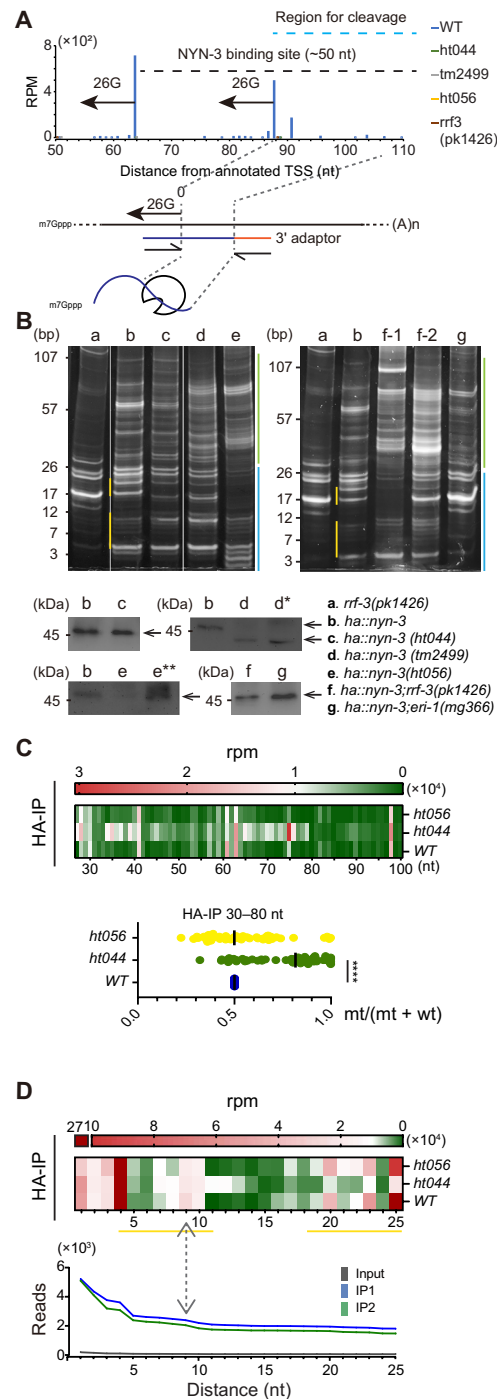 A
Region for cleavage
(×10²)
NYN-3 binding site (~50 nt)
26G
26G
RPM
8
4
0
50 60 70 80 90 100 110
Distance from annotated TSS (nt)
WT
ht044
tm2499
ht056
rrf3
(pk1426)
0
26G
m7Gppp
(A)n
3' adaptor
m7Gppp
B
(bp) a b c d e
107
57
26
17
12
7
3
(bp) a b f-1 f-2 g
107
57
26
17
12
7
3
(kDa) b c
45
(kDa) b d d*
45
(kDa) b e e**
45
(kDa) f g
45
a. rrf-3(pk1426)
b. ha::nyn-3
c. ha::nyn-3 (ht044)
d. ha::nyn-3 (tm2499)
e. ha::nyn-3(ht056)
f. ha::nyn-3;rrf-3(pk1426)
g. ha::nyn-3;eri-1(mg366)
C
rpm
3 2 1 0
(×10⁴)
HA-IP
ht056
ht044
WT
30 40 50 60 70 80 90 100 (nt)
HA-IP 30–80 nt
ht056
ht044
WT
****
0.0 0.5 1.0
mt/(mt + wt)
D
rpm
27 10 8 6 4 2 0
(×10⁴)
HA-IP
ht056
ht044
WT
5 10 15 20 25
(×10³)
Reads
6
4
2
0
Input
IP1
IP2
0 5 10 15 20 25
Distance (nt)